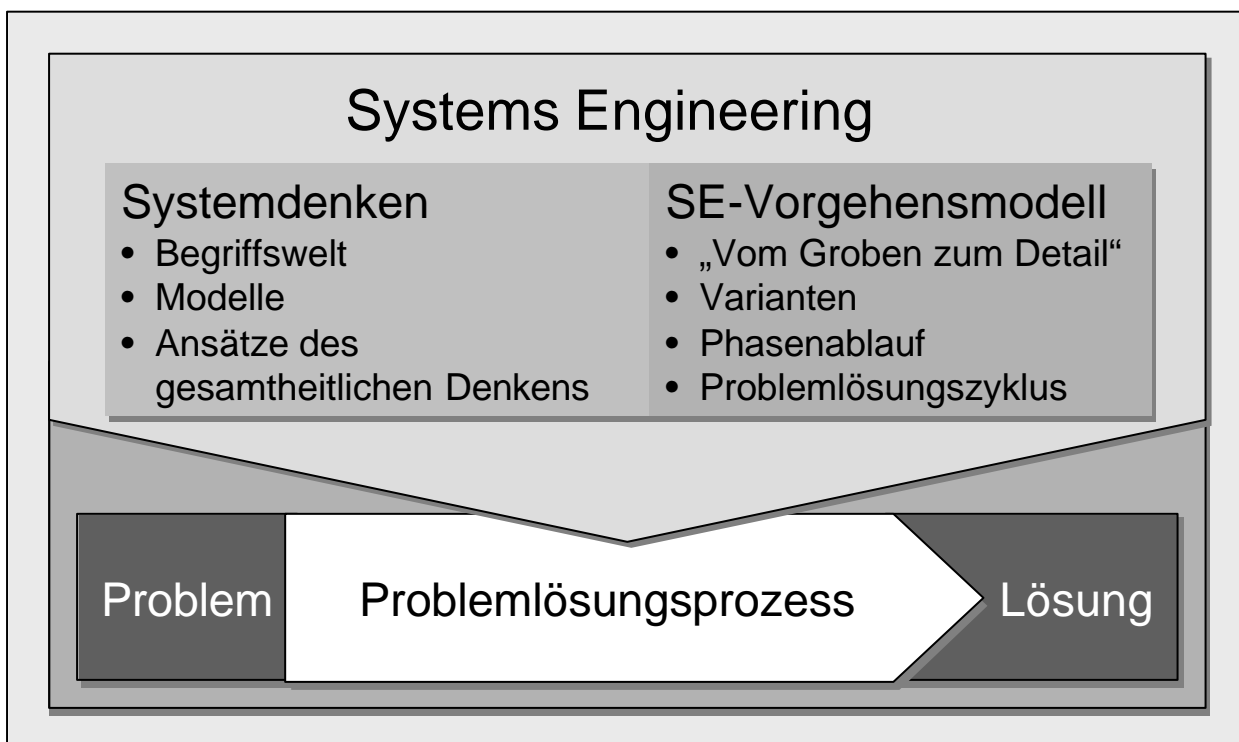 Systems Engineering
Systemdenken
• Begriffswelt
• Modelle
• Ansätze des
gesamtheitlichen Denkens
SE-Vorgehensmodell
• „Vom Groben zum Detail“
• Varianten
• Phasenablauf
• Problemlösungszyklus
Problem
Problemlösungsprozess
Lösung